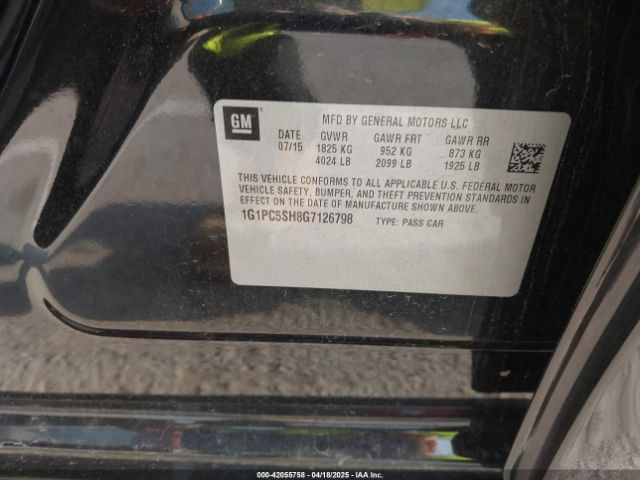 GM
MFD BY GENERAL MOTORS LLC
DATE GVWR GAWR FRT GAWR RR
07/15 1825 KG 952 KG 873 KG
4024 LB 2099 LB 1925 LB
THIS VEHICLE CONFORMS TO ALL APPLICABLE U.S. FEDERAL MOTOR
VEHICLE SAFETY, BUMPER, AND THEFT PREVENTION STANDARDS IN
EFFECT ON THE DATE OF MANUFACTURE SHOWN ABOVE.
1G1PC5SH8G7126798 TYPE: PASS CAR
000-42055758 - 04/18/2025 - IAAI.COM